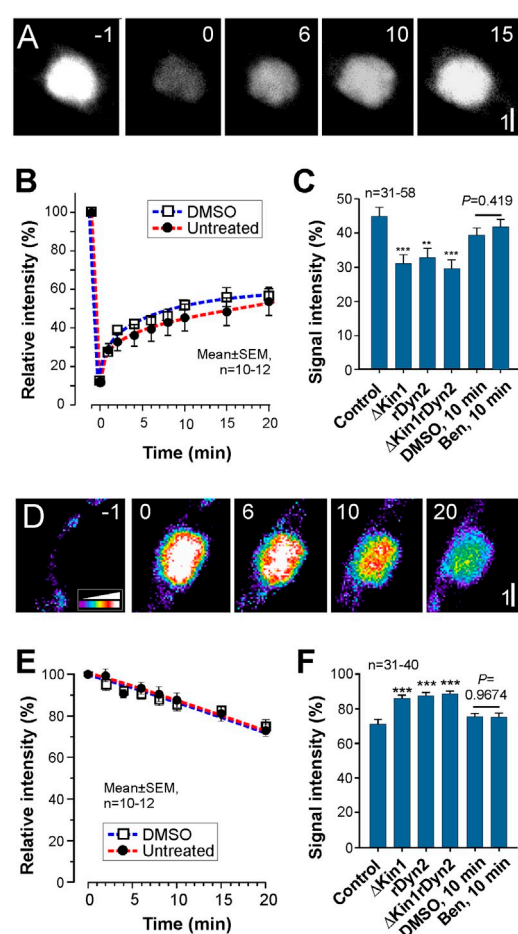 A -1 0 6 10 15
1
B
DMSO
Untreated
Relative intensity (%)
100
80
60
40
20
0
Mean±SEM,
n=10-12
0 5 10 15 20
Time (min)
C
n=31-58
P=0.419
*** ** ***
Signal intensity (%)
50
40
30
20
10
0
Control
ΔKin1
rDyn2
ΔKin1rDyn2
DMSO, 10 min
Ben, 10 min
D -1 0 6 10 20
1
E
Relative intensity (%)
100
80
60
40
20
0
Mean±SEM,
n=10-12
DMSO
Untreated
0 5 10 15 20
Time (min)
F
n=31-40
P=
0.9674
*** *** ***
Signal intensity (%)
100
80
60
40
20
0
Control
ΔKin1
rDyn2
ΔKin1rDyn2
DMSO, 10 min
Ben, 10 min